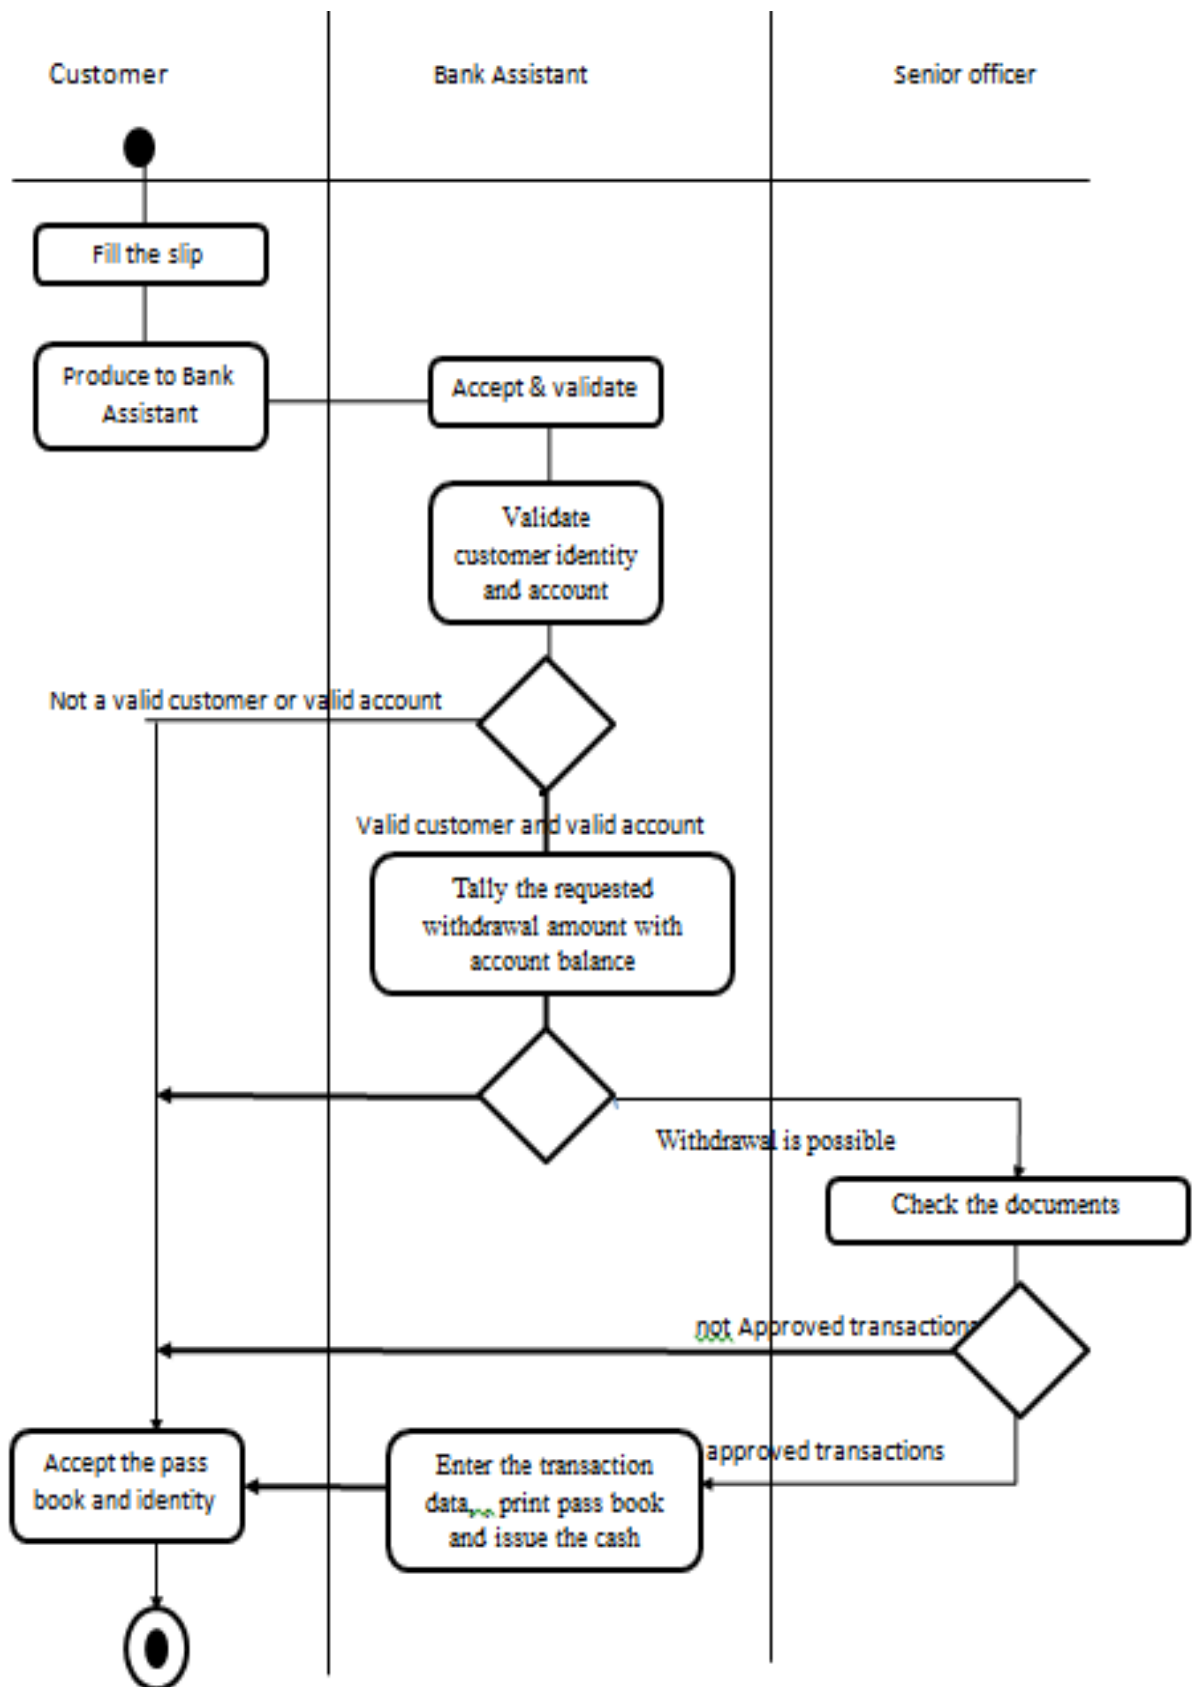 Customer
Bank Assistant
Senior officer
Fill the slip
Produce to Bank
Assistant
Accept & validate
Validate
customer identity
and account
Not a valid customer or valid account
Valid customer and valid account
Tally the requested
withdrawal amount with
account balance
Withdrawal is possible
Check the documents
not Approved transactions
approved transactions
Accept the pass
book and identity
Enter the transaction
data, print pass book
and issue the cash